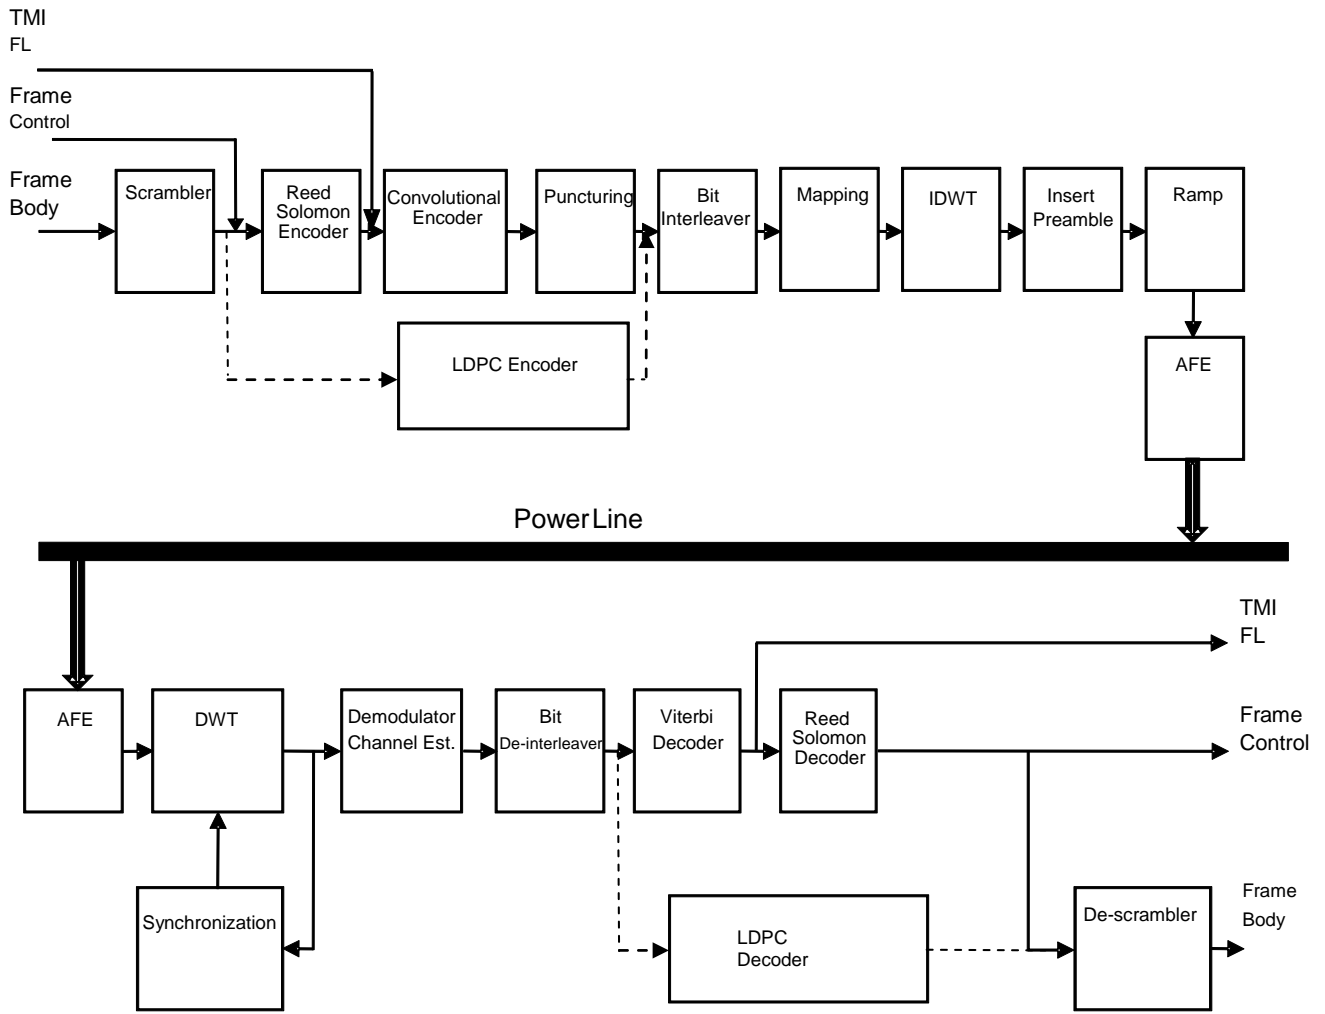 TMI
FL
Frame
Control
Frame
Body
Scrambler
Reed
Solomon
Encoder
Convolutional
Encoder
Puncturing
Bit
Interleaver
Mapping
IDWT
Insert
Preamble
Ramp
LDPC Encoder
AFE
Power Line
TMI
FL
AFE
DWT
Demodulator
Channel Est.
Bit
De-interleaver
Viterbi
Decoder
Reed
Solomon
Decoder
Frame
Control
Synchronization
LDPC
Decoder
De-scrambler
Frame
Body